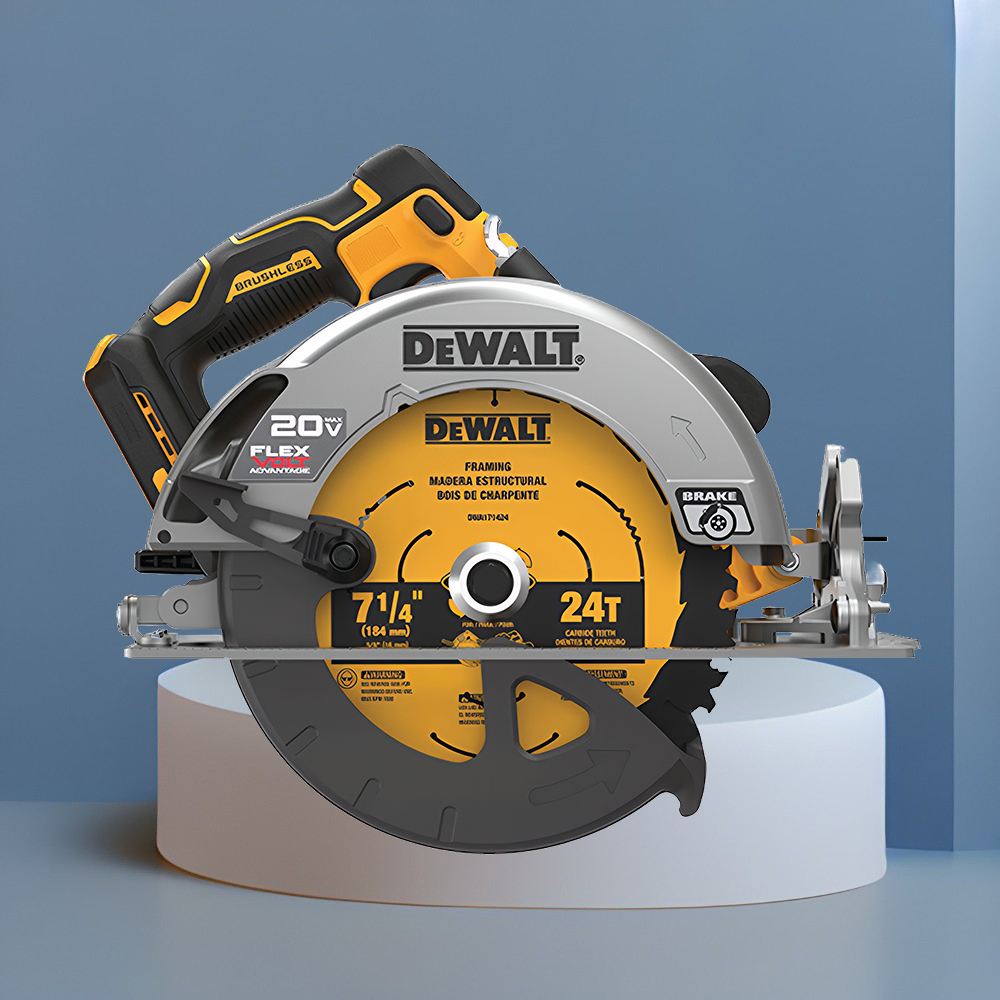 BRUSHLESS
DEWALT
20V MAX
FLEX
VOLT
ADVANTAGE
DEWALT
FRAMING
MADERA ESTRUCTURAL
BOIS DE CHARPENTE
BRAKE
7 1/4"
(184 mm)
24T
CARBIDE TEETH
DIENTES DE CARBURO
WARNING